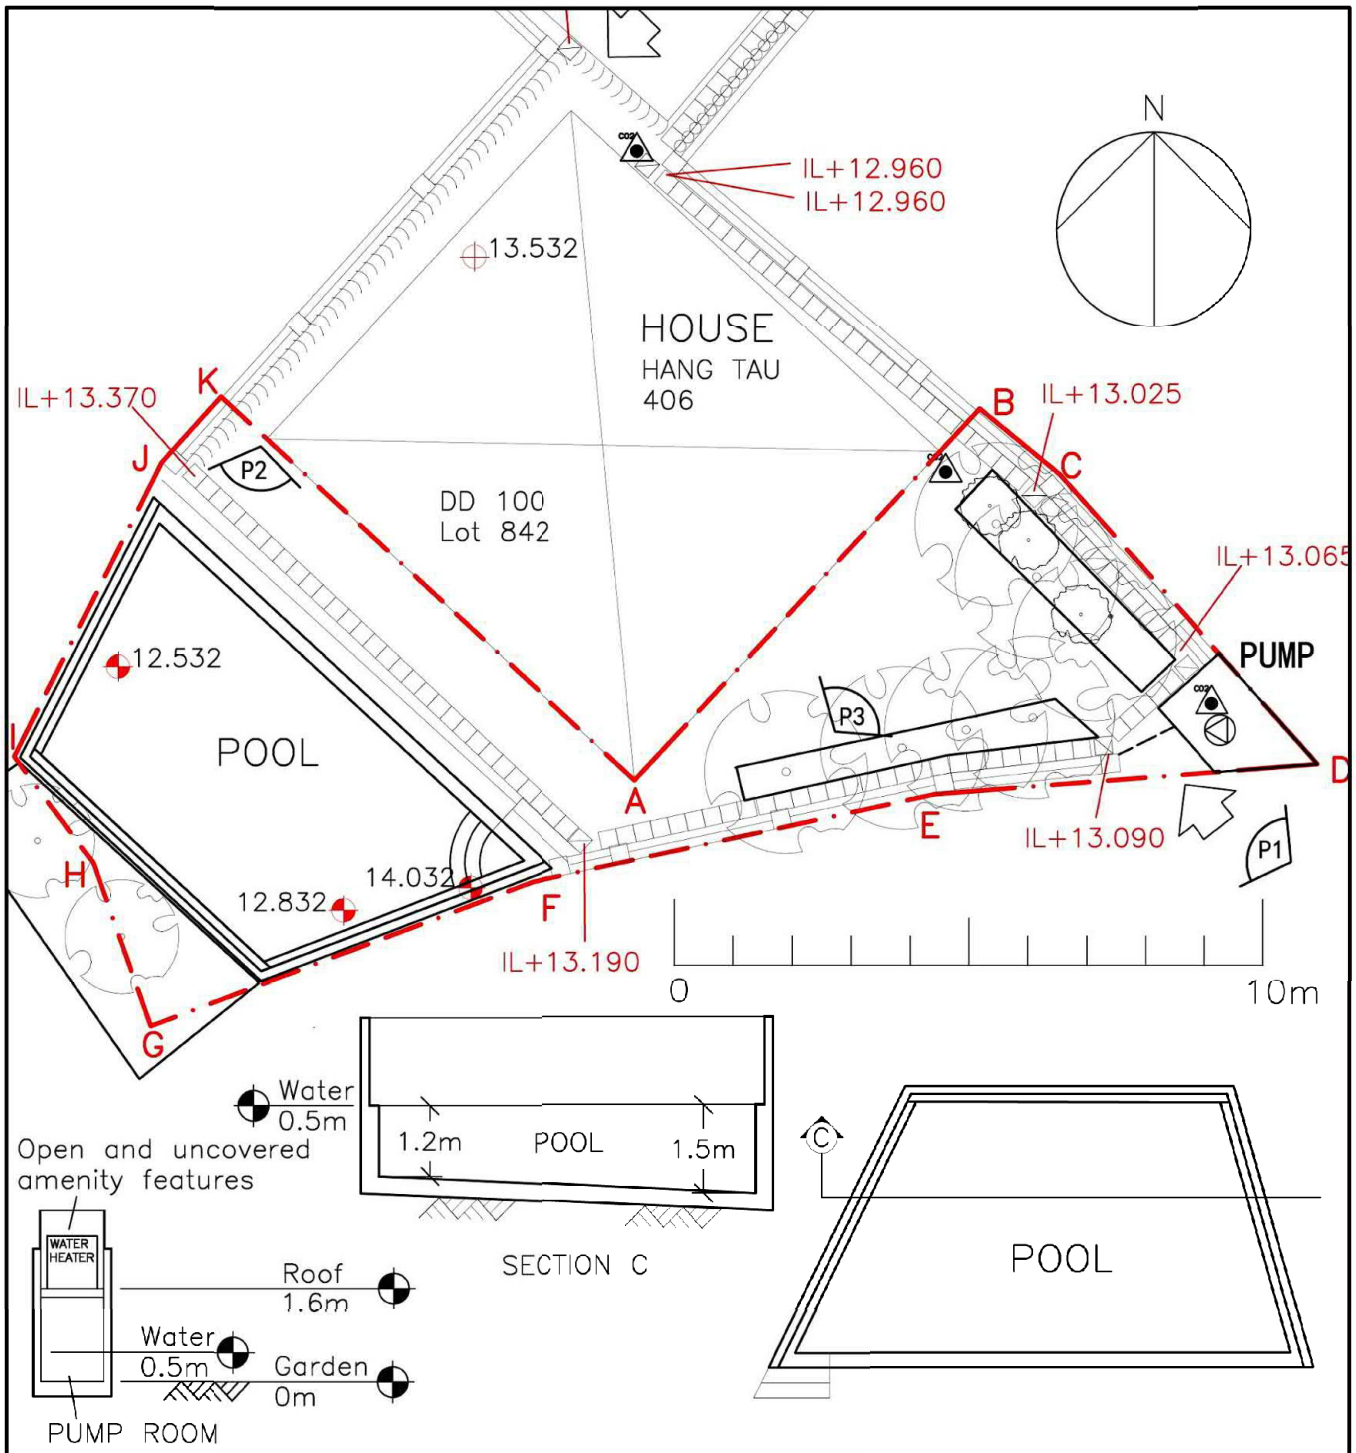 N
CO2
IL+12.960
IL+12.960
13.532
HOUSE
HANG TAU
406
K
IL+13.370
B
IL+13.025
J
C
P2
CO2
DD 100
Lot 842
IL+13.065
PUMP
12.532
CO2
P3
POOL
I
D
A
E
IL+13.090
P1
H
14.032
F
12.832
IL+13.190
0
10m
G
Water
0.5m
1.2m
POOL
1.5m
C
Open and uncovered
amenity features
WATER
HEATER
SECTION C
POOL
Roof
1.6m
Water
0.5m
Garden
0m
PUMP ROOM